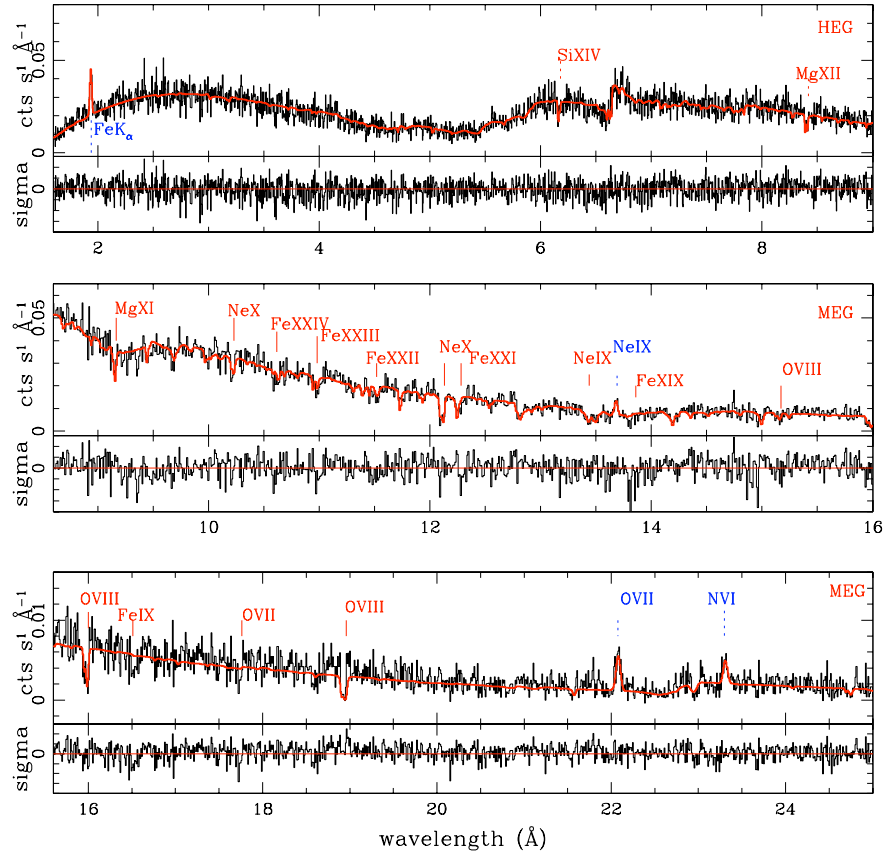 HEG
cts s⁻¹ Å⁻¹
0.05
0
SiXIV
MgXII
FeKα
sigma
0
2 4 6 8
MEG
cts s⁻¹ Å⁻¹
0.05
0
MgXI
NeX
FeXXIV
FeXXIII
FeXXII
NeX
FeXXI
NeIX
NeIX
FeXIX
OVIII
sigma
0
10 12 14 16
MEG
cts s⁻¹ Å⁻¹
0.01
0
OVIII
FeIX
OVII
OVIII
OVII
NVI
sigma
0
16 18 20 22 24
wavelength (Å)